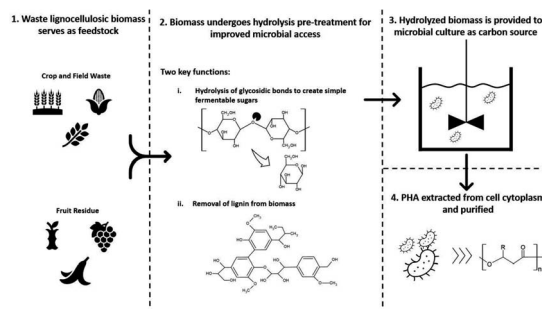 1. Waste lignocellulosic biomass
serves as feedstock
Crop and Field Waste
Fruit Residue
2. Biomass undergoes hydrolysis pre-treatment for
improved microbial access
Two key functions:
i. Hydrolysis of glycosidic bonds to create simple
fermentable sugars
ii. Removal of lignin from biomass
3. Hydrolyzed biomass is provided to
microbial culture as carbon source
4. PHA extracted from cell cytoplasm
and purified
R
O
O
n